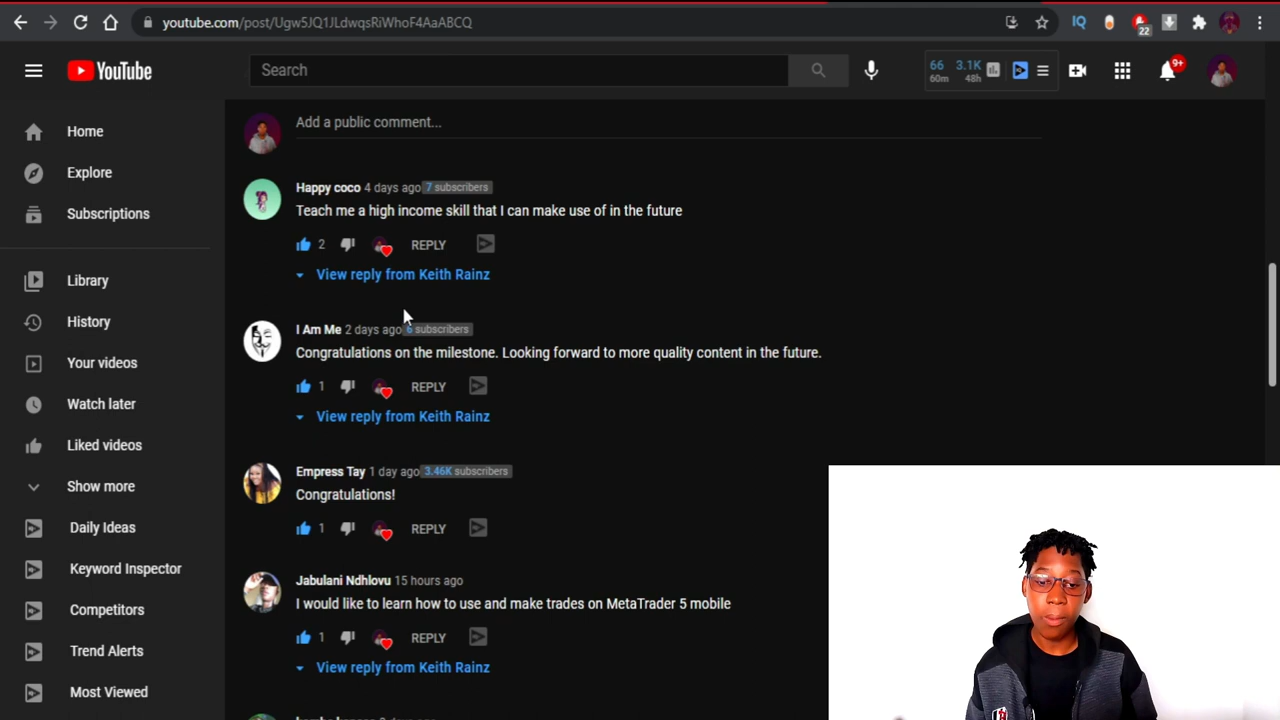 youtube.com/post/Ugw5JQ1JLdwqsRiWhoF4AaABCQ
IQ
22
YouTube
Search
66 3.1K
60m 48h
9+
Home
Explore
Subscriptions
Library
History
Your videos
Watch later
Liked videos
Show more
Daily Ideas
Keyword Inspector
Competitors
Trend Alerts
Most Viewed
Add a public comment...
Happy coco 4 days ago 7 subscribers
Teach me a high income skill that I can make use of in the future
2 REPLY
View reply from Keith Rainz
I Am Me 2 days ago 6 subscribers
Congratulations on the milestone. Looking forward to more quality content in the future.
1 REPLY
View reply from Keith Rainz
Empress Tay 1 day ago 3.46K subscribers
Congratulations!
1 REPLY
Jabulani Ndhlovu 15 hours ago
I would like to learn how to use and make trades on MetaTrader 5 mobile
1 REPLY
View reply from Keith Rainz